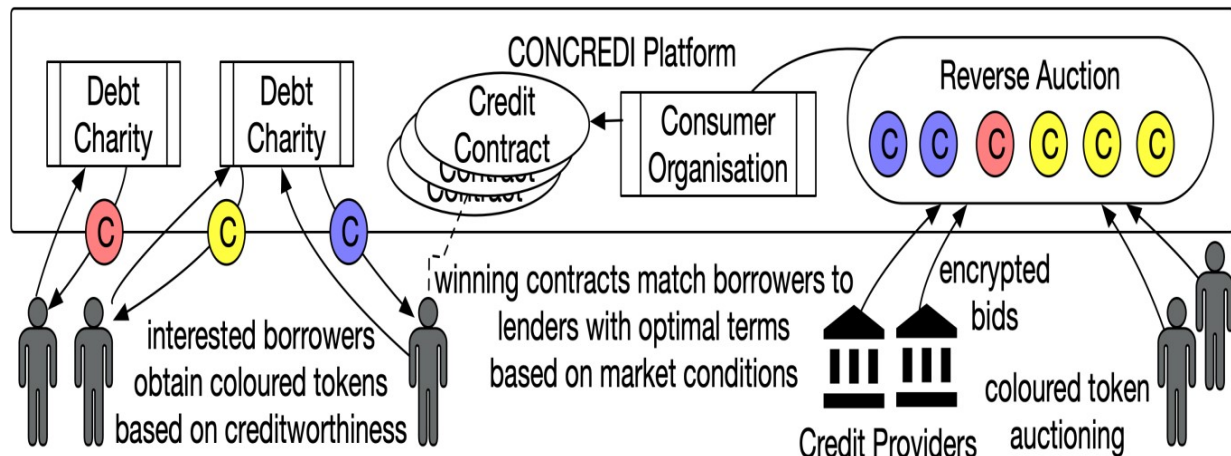 CONCREDI Platform
Debt
Charity
Debt
Charity
Credit
Contract
Contract
Contract
Consumer
Organisation
Reverse Auction
C C C C C C
C
C
C
interested borrowers
obtain coloured tokens
based on creditworthiness
winning contracts match borrowers to
lenders with optimal terms
based on market conditions
encrypted
bids
Credit Providers
coloured token
auctioning